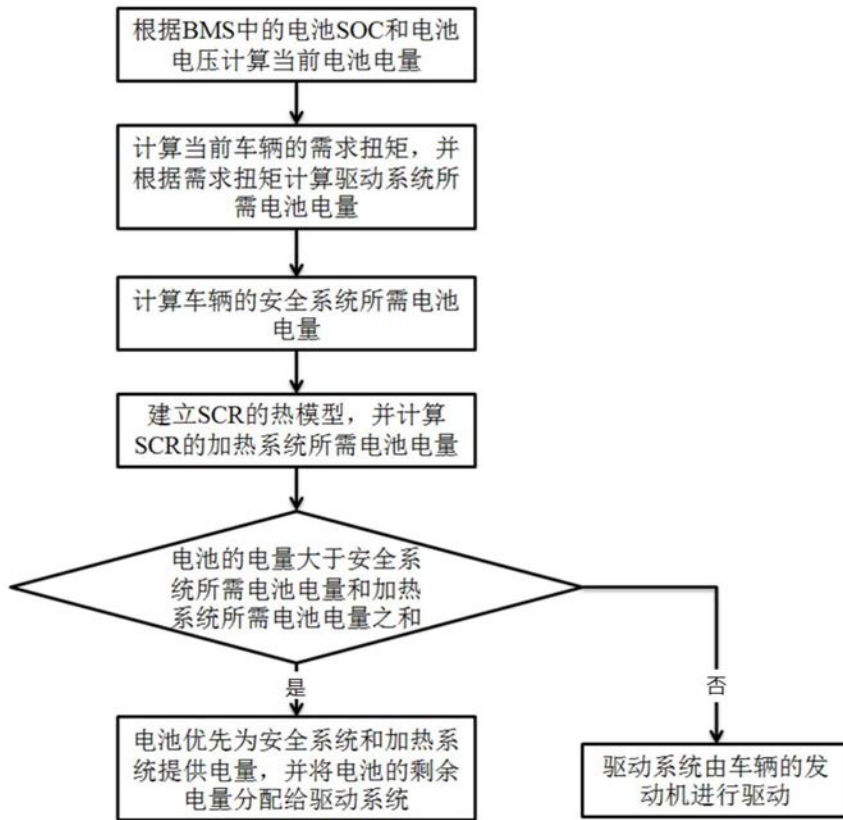 根据BMS中的电池SOC和电池
电压计算当前电池电量
计算当前车辆的需求扭矩，并
根据需求扭矩计算驱动系统所
需电池电量
计算车辆的安全系统所需电池
电量
建立SCR的热模型，并计算
SCR的加热系统所需电池电量
电池的电量大于安全系
统所需电池电量和加热
系统所需电池电量之和
是
否
电池优先为安全系统和加热系
统提供电量，并将电池的剩余
电量分配给驱动系统
驱动系统由车辆的发
动机进行驱动